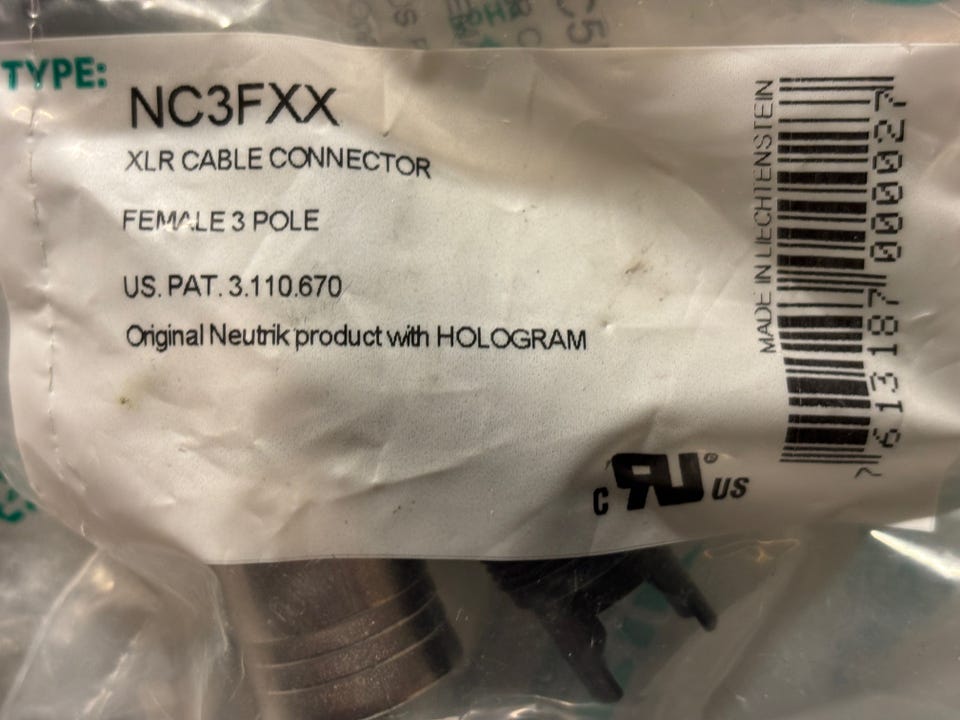 TYPE:
NC3FXX
XLR CABLE CONNECTOR
FEMALE 3 POLE
US. PAT. 3.110.670
Original Neutrik product with HOLOGRAM
MADE IN LIECHTENSTEIN
7 613187 000027
c RU® US